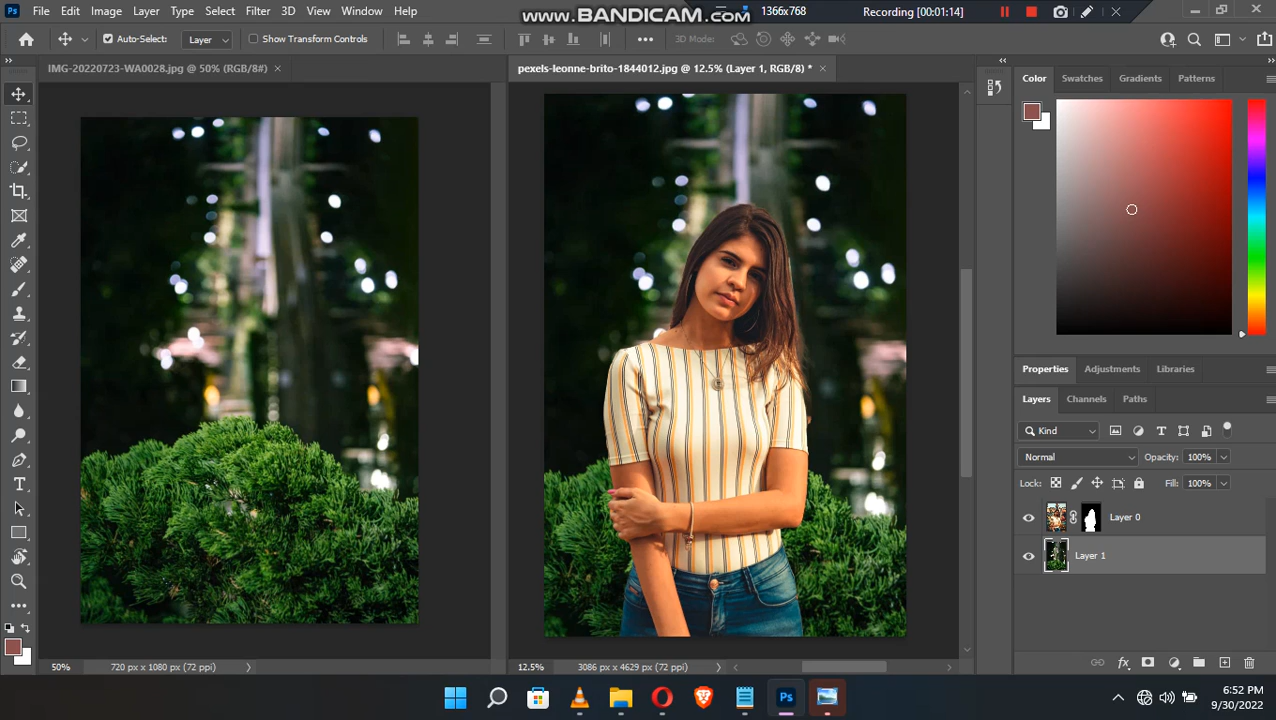 Ps File Edit Image Layer Type Select Filter 3D View Window Help
www.BANDICAM.com
1366x768 Recording [00:01:14]
Auto-Select: Layer Show Transform Controls 3D Mode:
IMG-20220723-WA0028.jpg @ 50% (RGB/8#)
pexels-leonne-brito-1844012.jpg @ 12.5% (Layer 1, RGB/8) *
Color Swatches Gradients Patterns
Properties Adjustments Libraries
Layers Channels Paths
Kind
Normal Opacity: 100%
Lock: Fill: 100%
Layer 0
Layer 1
50% 720 px x 1080 px (72 ppi)
12.5% 3086 px x 4629 px (72 ppi)
Ps
6:52 PM
9/30/2022